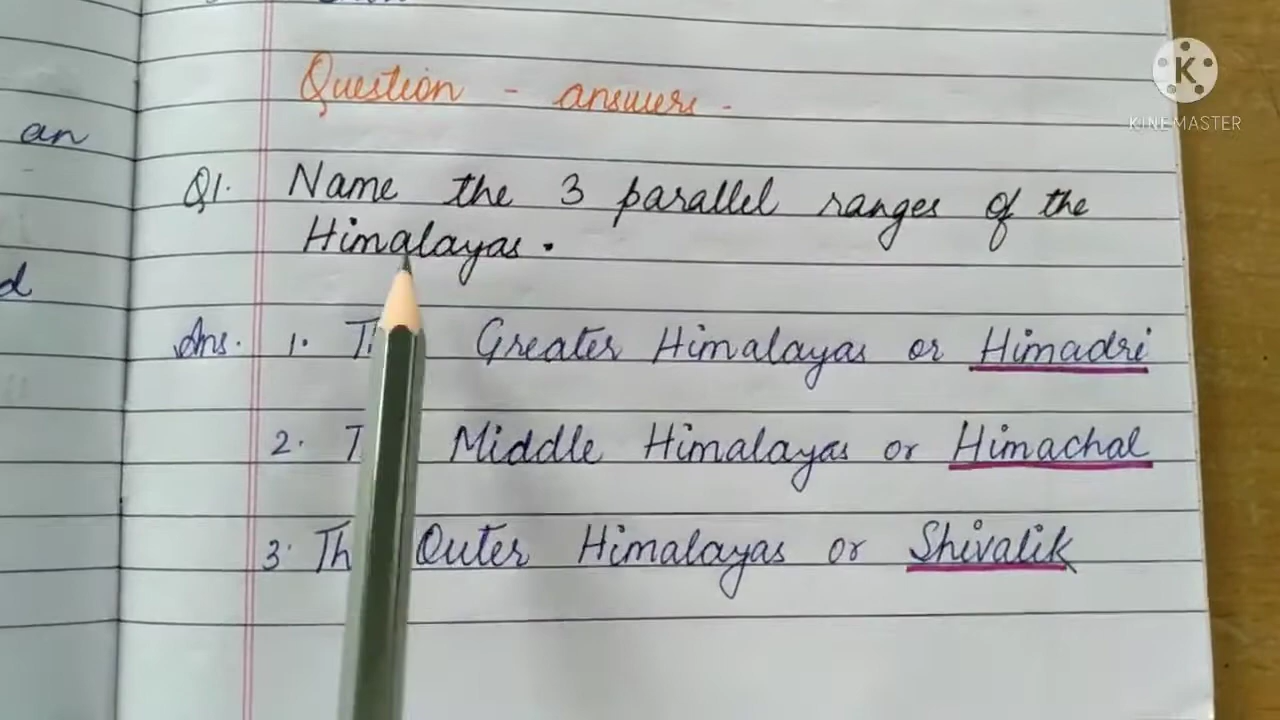 Question - answers -
an
Q1. Name the 3 parallel ranges of the
Himalayas.
d
Ans. 1. Greater Himalayas or Himadri
2. Middle Himalayas or Himachal
3. Outer Himalayas or Shivalik
K
KINEMASTER